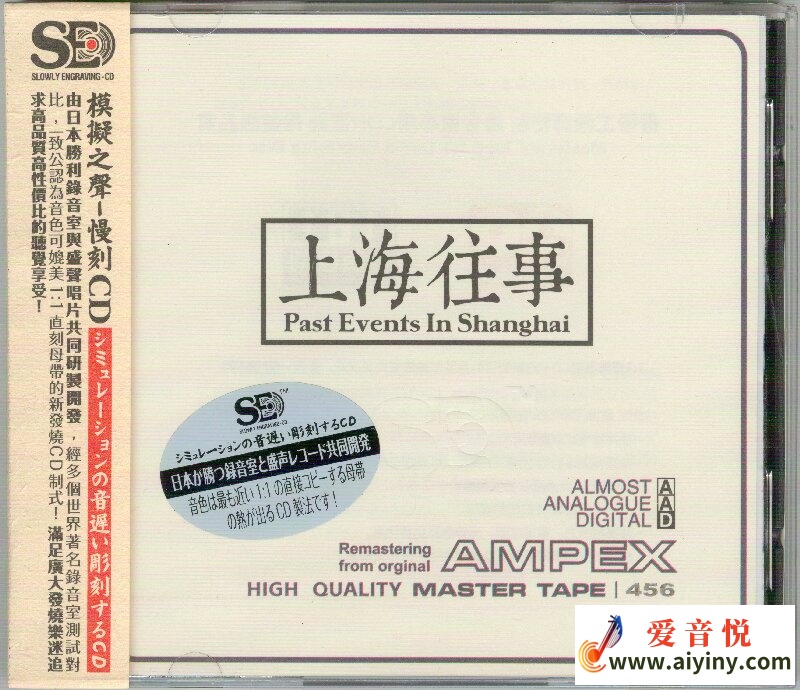 SED
SLOWLY ENGRAVING-CD
模擬之聲-慢刻CD シミュレーションの音遅い彫刻するCD
由日本勝利錄音室與盛聲唱片共同研製開發，經多個世界著名錄音室測試對
比，一致公認為音色可媲美1:1直刻母帶的新發燒CD制式！滿足廣大發燒樂迷追
求高品質高性價比的聽覺享受！
上海往事
Past Events In Shanghai
SED™
SLOWLY ENGRAVING-CD
シミュレーションの音遅い彫刻するCD
日本が勝つ録音室と盛声レコード共同開発
音色は最も近い1:1の直接コピーする母帯
の熱が出るCD製法です！
ALMOST A
ANALOGUE A
DIGITAL D
Remastering
from orginal AMPEX
HIGH QUALITY MASTER TAPE | 456
爱音悦
www.aiyiny.com